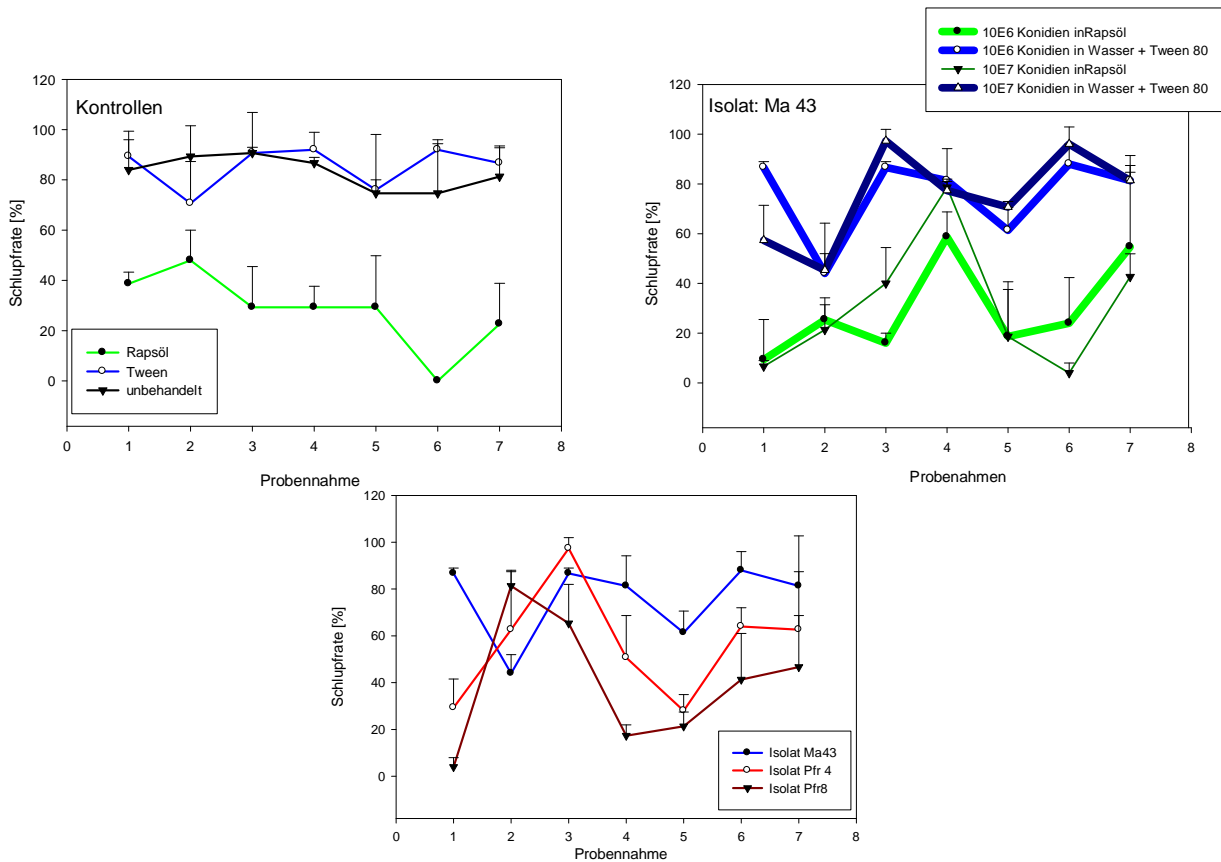 10E6 Konidien inRapsöl
10E6 Konidien in Wasser + Tween 80
10E7 Konidien inRapsöl
10E7 Konidien in Wasser + Tween 80
Kontrollen
Schlupfrate [%]
120
100
80
60
40
20
0
Rapsöl
Tween
unbehandelt
0 1 2 3 4 5 6 7 8
Probennahme
Isolat: Ma 43
Schlupfrate [%]
120
100
80
60
40
20
0
0 1 2 3 4 5 6 7 8
Probenahmen
Schlupfrate [%]
120
100
80
60
40
20
0
Isolat Ma43
Isolat Pfr 4
Isolat Pfr8
0 1 2 3 4 5 6 7 8
Probennahme